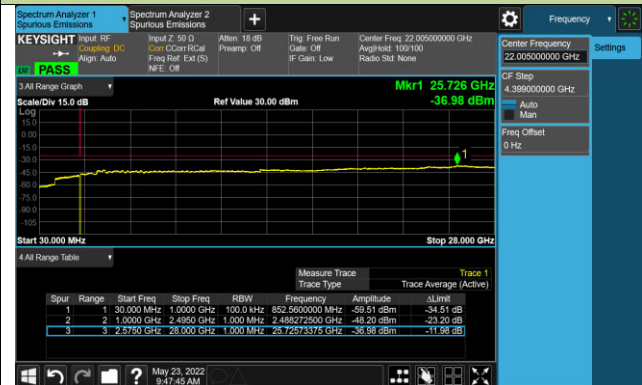 Spectrum Analyzer 1
Spurious Emissions
Spectrum Analyzer 2
Spurious Emissions
+
Frequency
KEYSIGHT
Input: RF
Coupling: DC
Align: Auto
Input Z: 50 Ω
Corr CCorr RCal
Freq Ref: Ext (S)
NFE: Off
Atten: 18 dB
Preamp: Off
Trig: Free Run
Gate: Off
IF Gain: Low
Center Freq: 22.005000000 GHz
Avg|Hold: 100/100
Radio Std: None
PASS
Center Frequency
22.005000000 GHz
Settings
CF Step
4.399000000 GHz
Auto
Man
Freq Offset
0 Hz
3 All Range Graph
Mkr1 25.726 GHz
Scale/Div 15.0 dB
Ref Value 30.00 dBm
-36.98 dBm
Log
15.0
0.00
-15.0
-30.0
-45.0
-60.0
-75.0
-90.0
-105
1
Start 30.000 MHz
Stop 28.000 GHz
4 All Range Table
Measure Trace Trace 1
Trace Type Trace Average (Active)
Spur Range Start Freq Stop Freq RBW Frequency Amplitude ΔLimit
1 1 30.000 MHz 1.0000 GHz 100.0 kHz 852.5600000 MHz -59.51 dBm -34.51 dB
2 2 1.0000 GHz 2.4950 GHz 1.000 MHz 2.488272500 GHz -48.20 dBm -23.20 dB
3 3 2.5750 GHz 28.000 GHz 1.000 MHz 25.72573375 GHz -36.98 dBm -11.98 dB
?
May 23, 2022
9:47:45 AM